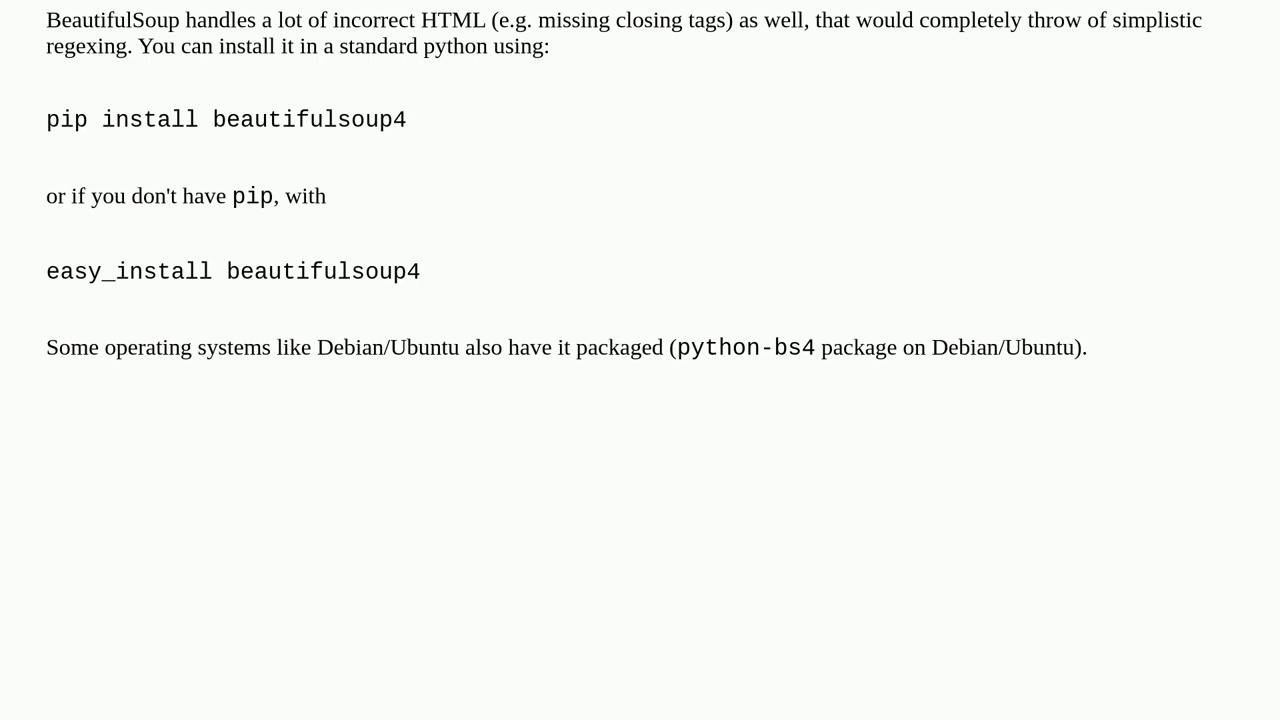 BeautifulSoup handles a lot of incorrect HTML (e.g. missing closing tags) as well, that would completely throw of simplistic
regexing. You can install it in a standard python using:
pip install beautifulsoup4
or if you don't have pip, with
easy_install beautifulsoup4
Some operating systems like Debian/Ubuntu also have it packaged (python-bs4 package on Debian/Ubuntu).